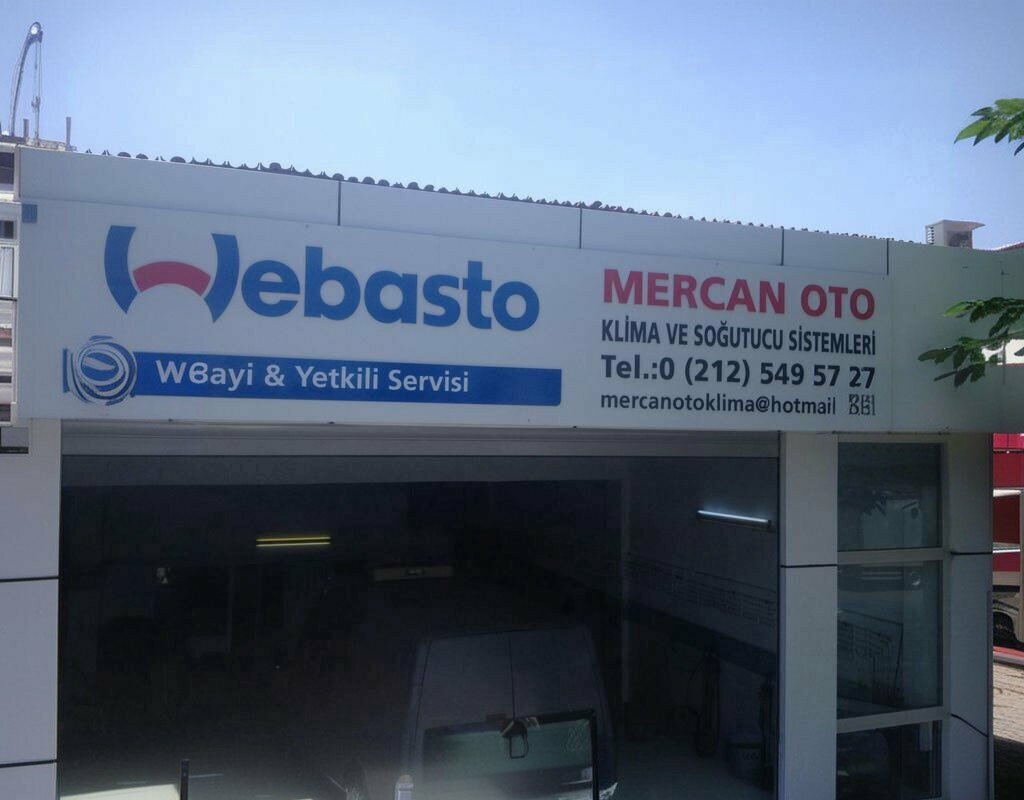 Webasto
WBayi & Yetkili Servisi
MERCAN OTO
KLİMA VE SOĞUTUCU SİSTEMLERİ
Tel.:0 (212) 549 57 27
mercanotoklima@hotmail